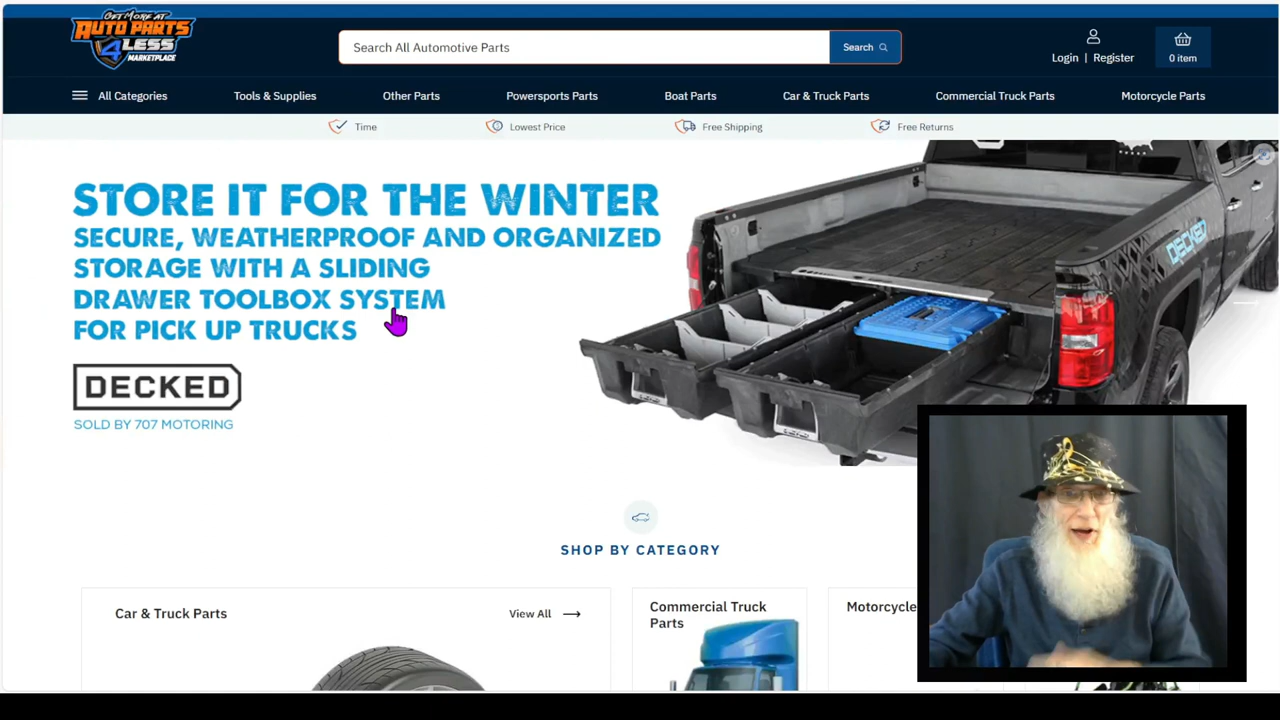 GET MORE AT
AUTO PARTS
4 LESS
MARKETPLACE
Search All Automotive Parts
Search
Login | Register
0 item
All Categories
Tools & Supplies
Other Parts
Powersports Parts
Boat Parts
Car & Truck Parts
Commercial Truck Parts
Motorcycle Parts
Time
Lowest Price
Free Shipping
Free Returns
STORE IT FOR THE WINTER
SECURE, WEATHERPROOF AND ORGANIZED
STORAGE WITH A SLIDING
DRAWER TOOLBOX SYSTEM
FOR PICK UP TRUCKS
DECKED
SOLD BY 707 MOTORING
DECKED
SHOP BY CATEGORY
Car & Truck Parts
View All
Commercial Truck
Parts
Motorcycle